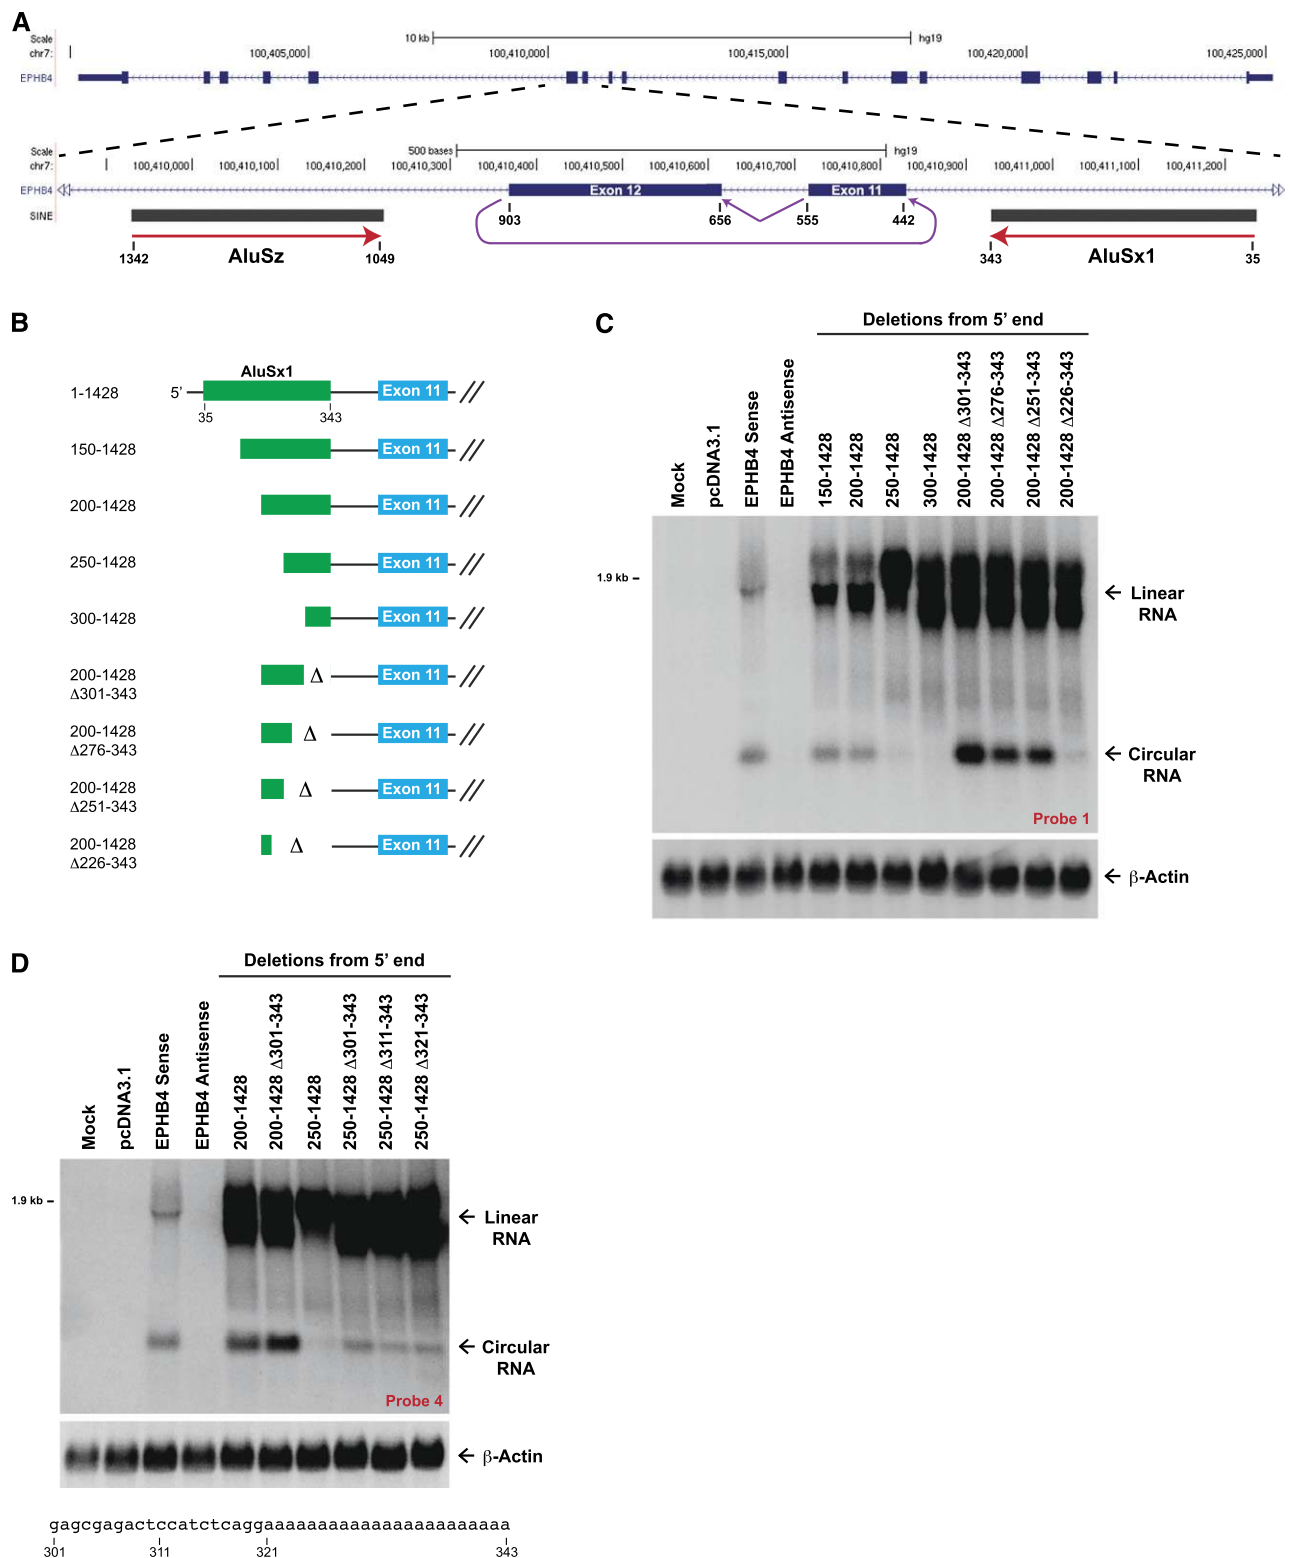 A
Scale
10 kb
hg19
chr7:
100,405,000
100,410,000
100,415,000
100,420,000
100,425,000
EPHB4
Scale
500 bases
hg19
chr7:
100,410,000
100,410,100
100,410,200
100,410,300
100,410,400
100,410,500
100,410,600
100,410,700
100,410,800
100,410,900
100,411,000
100,411,100
100,411,200
EPHB4
Exon 12
Exon 11
SINE
903
656
555
442
1342
AluSz
1049
343
AluSx1
35
B
1-1428
5’
AluSx1
35
343
Exon 11
150-1428
Exon 11
200-1428
Exon 11
250-1428
Exon 11
300-1428
Exon 11
200-1428
Δ301-343
Δ
Exon 11
200-1428
Δ276-343
Δ
Exon 11
200-1428
Δ251-343
Δ
Exon 11
200-1428
Δ226-343
Δ
Exon 11
C
Deletions from 5’ end
Mock
pcDNA3.1
EPHB4 Sense
EPHB4 Antisense
150-1428
200-1428
250-1428
300-1428
200-1428 Δ301-343
200-1428 Δ276-343
200-1428 Δ251-343
200-1428 Δ226-343
1.9 kb
Linear
RNA
Circular
RNA
Probe 1
β-Actin
D
Deletions from 5’ end
Mock
pcDNA3.1
EPHB4 Sense
EPHB4 Antisense
200-1428
200-1428 Δ301-343
250-1428
250-1428 Δ301-343
250-1428 Δ311-343
250-1428 Δ321-343
1.9 kb
Linear
RNA
Circular
RNA
Probe 4
β-Actin
gagcgagactccatctcaggaaaaaaaaaaaaaaaaaaaaaaa
301
311
321
343